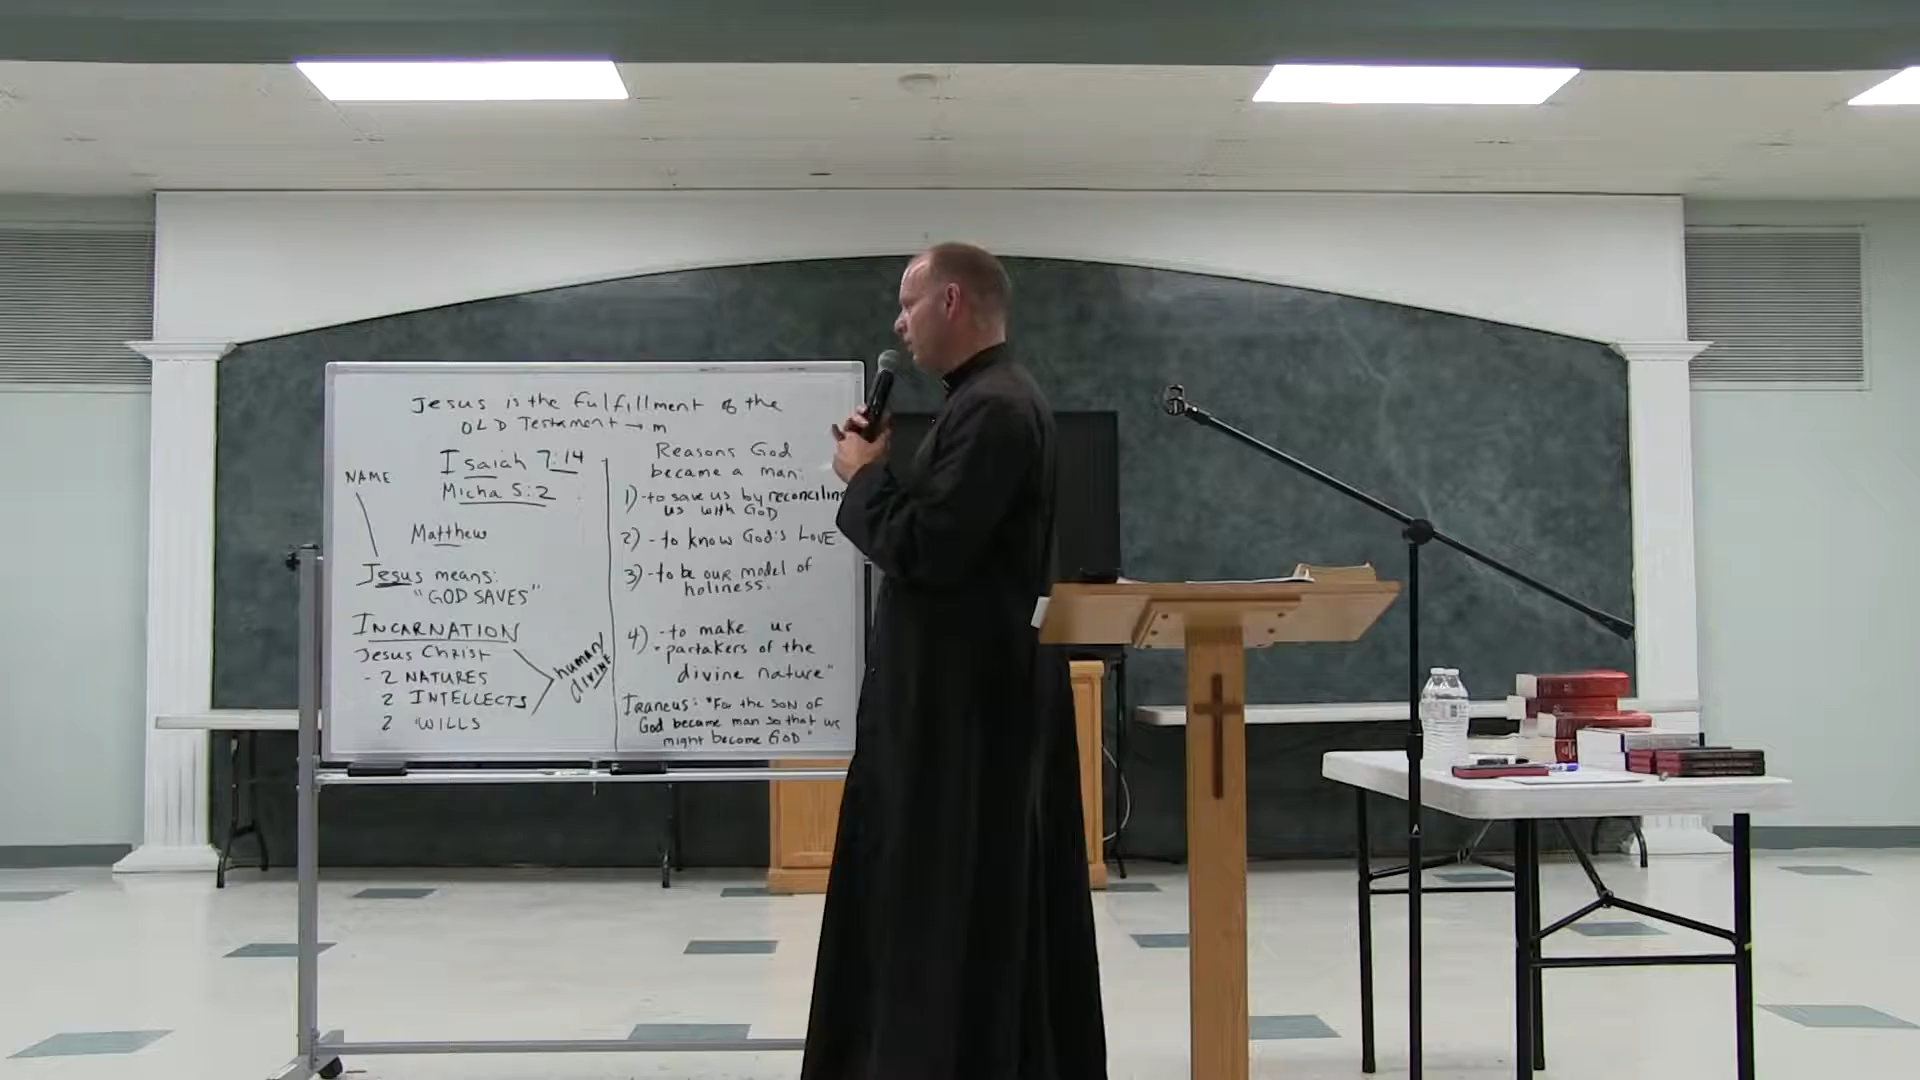 Jesus is the fulfillment of the
OLD Testament → m
NAME
Isaiah 7:14
Micha 5:2
Matthew
Jesus means:
"GOD SAVES"
INCARNATION
Jesus Christ
- 2 NATURES
2 INTELLECTS
2 WILLS
human/
divine
Reasons God
became a man:
1) - to save us by reconciling
us with GOD
2) - to know God's LOVE
3) - to be our model of
holiness.
4) - to make us
"partakers of the
divine nature"
Iraneus: "For the SON OF
God became man so that we
might become GOD"